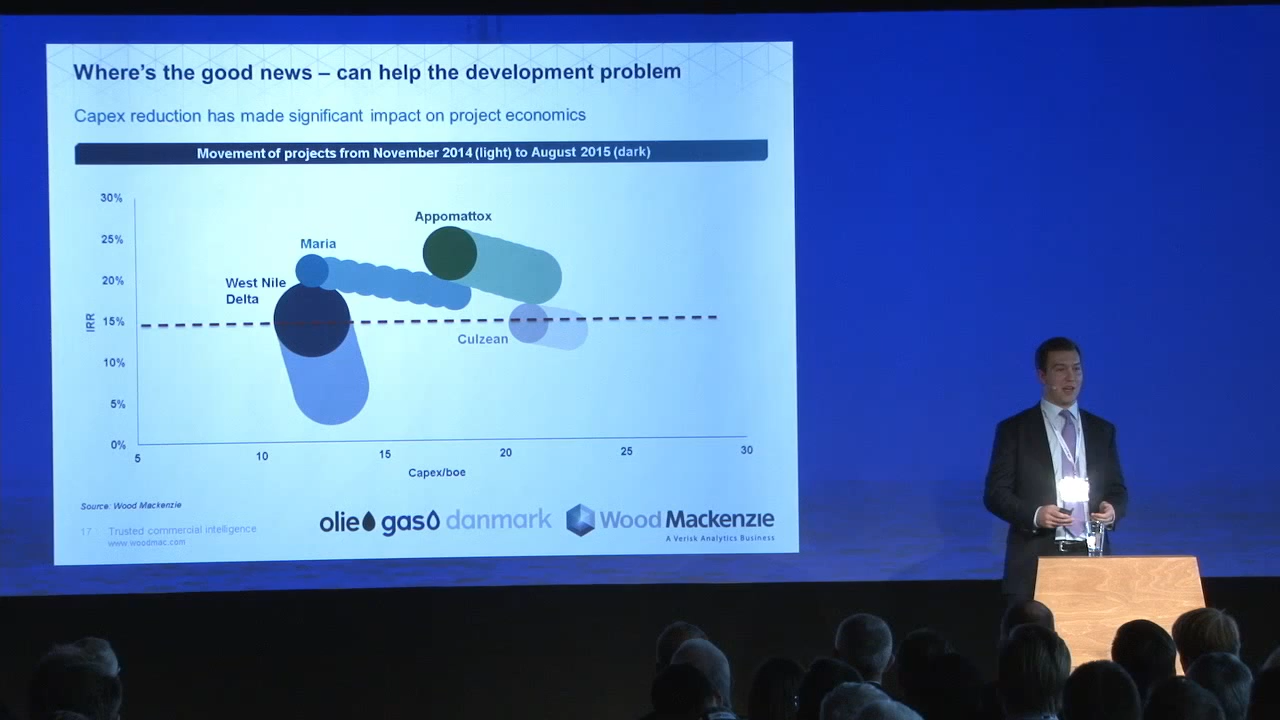 Where's the good news – can help the development problem
Capex reduction has made significant impact on project economics
Movement of projects from November 2014 (light) to August 2015 (dark)
30%
25%
20%
15%
10%
5%
0%
IRR
Appomattox
Maria
West Nile
Delta
Culzean
5
10
15
20
25
30
Capex/boe
Source: Wood Mackenzie
17 Trusted commercial intelligence
www.woodmac.com
olie gas danmark
Wood Mackenzie
A Verisk Analytics Business